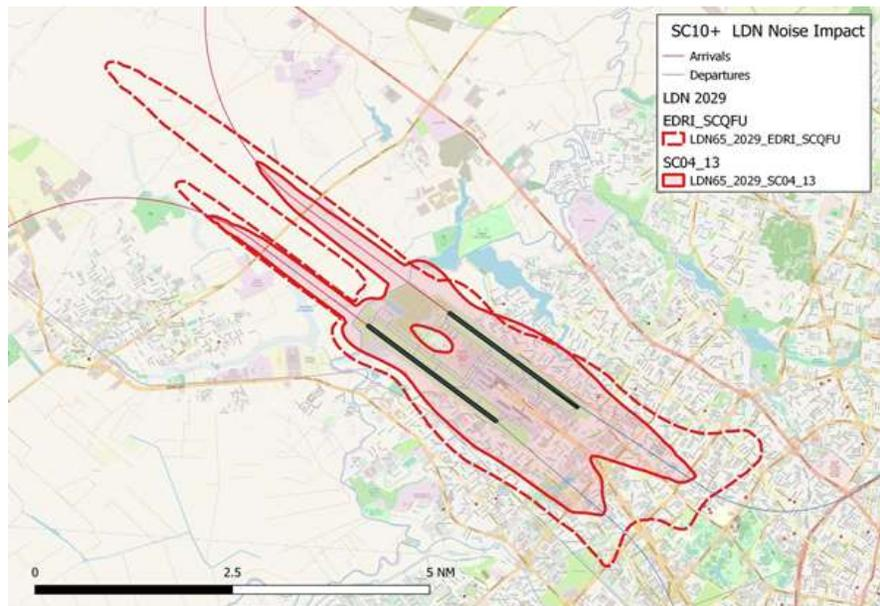 SC10+ LDN Noise Impact
Arrivals
Departures
LDN 2029
EDRI_SCQFU
LDN65_2029_EDRI_SCQFU
SC04_13
LDN65_2029_SC04_13
0
2.5
5 NM